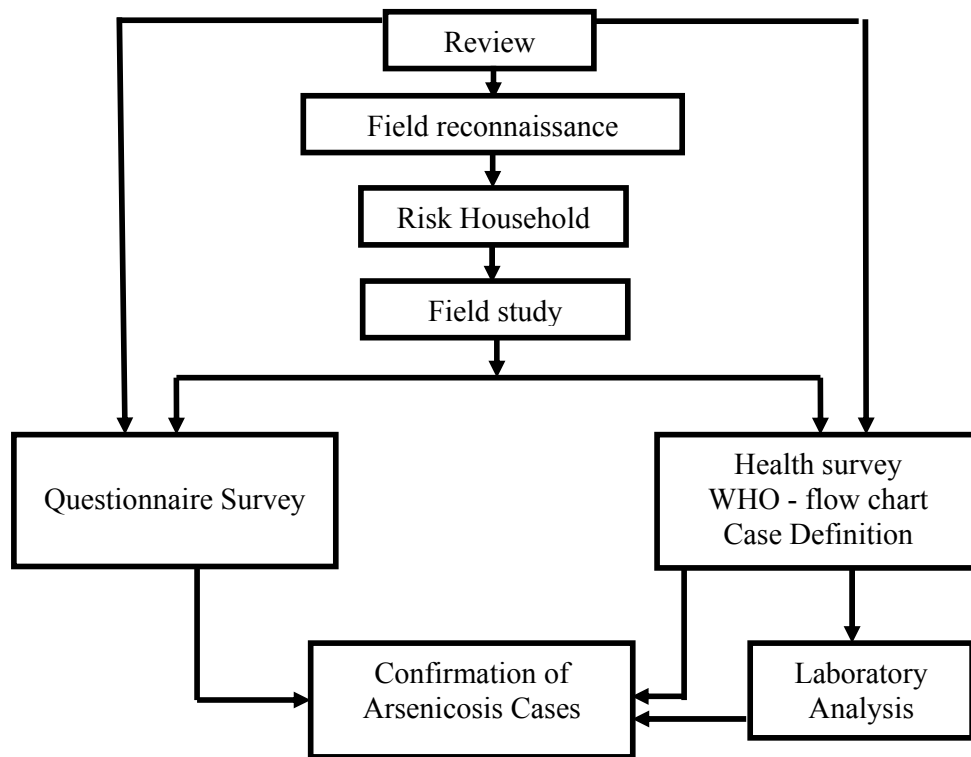 Review
Field reconnaissance
Risk Household
Field study
Questionnaire Survey
Health survey
WHO - flow chart
Case Definition
Confirmation of
Arsenicosis Cases
Laboratory
Analysis